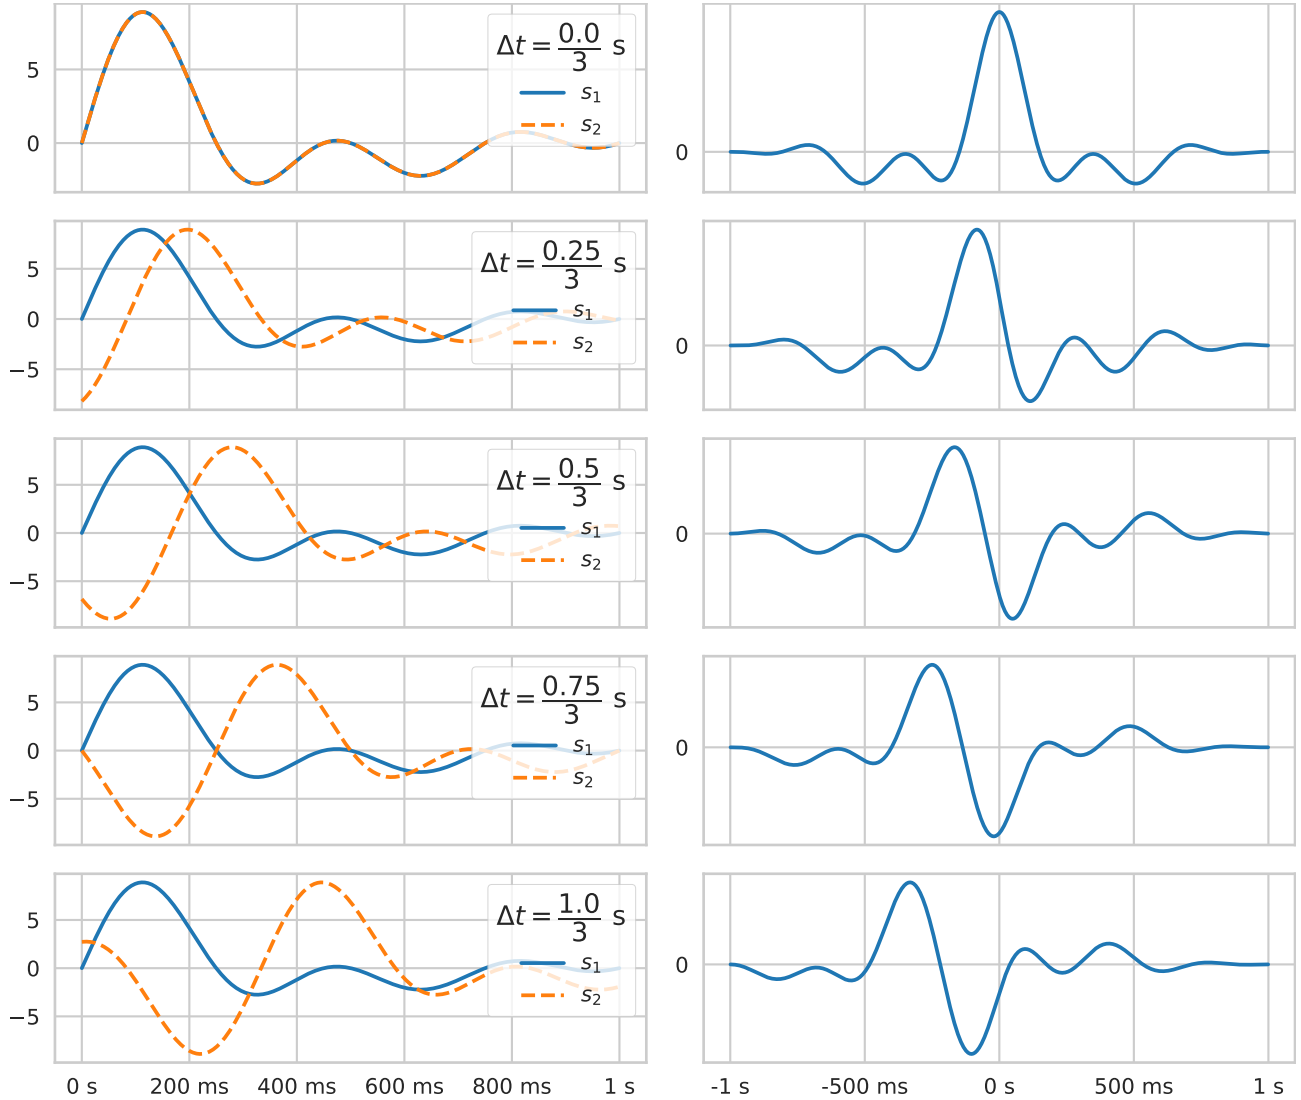 Δt = 0.0/3 s
s₁
s₂
5
0
0
Δt = 0.25/3 s
s₁
s₂
5
0
−5
0
Δt = 0.5/3 s
s₁
s₂
5
0
−5
0
Δt = 0.75/3 s
s₁
s₂
5
0
−5
0
Δt = 1.0/3 s
s₁
s₂
5
0
−5
0
0 s 200 ms 400 ms 600 ms 800 ms 1 s
-1 s -500 ms 0 s 500 ms 1 s